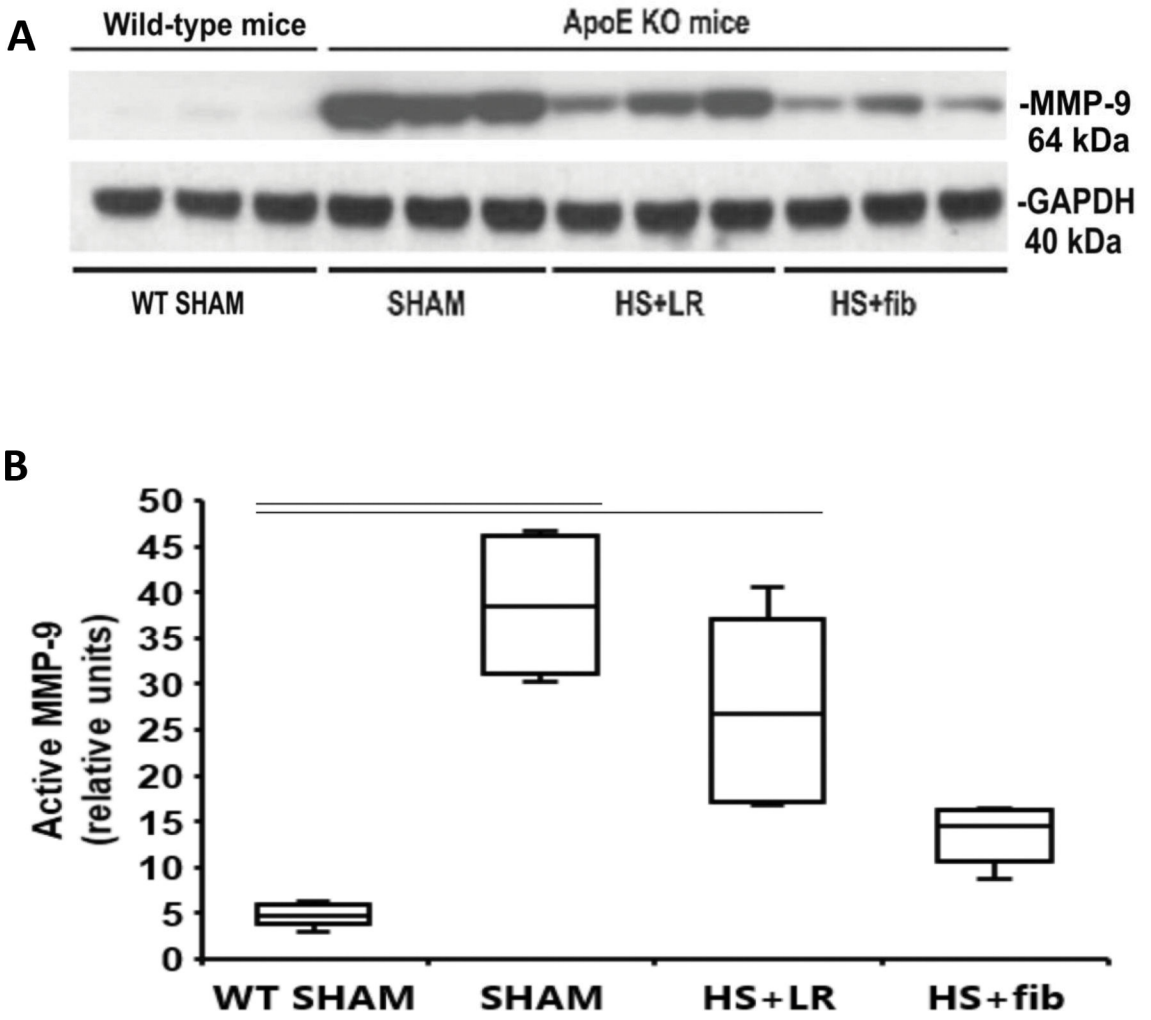 A
Wild-type mice
ApoE KO mice
-MMP-9
64 kDa
-GAPDH
40 kDa
WT SHAM
SHAM
HS+LR
HS+fib
B
Active MMP-9
(relative units)
50
45
40
35
30
25
20
15
10
5
0
WT SHAM
SHAM
HS+LR
HS+fib